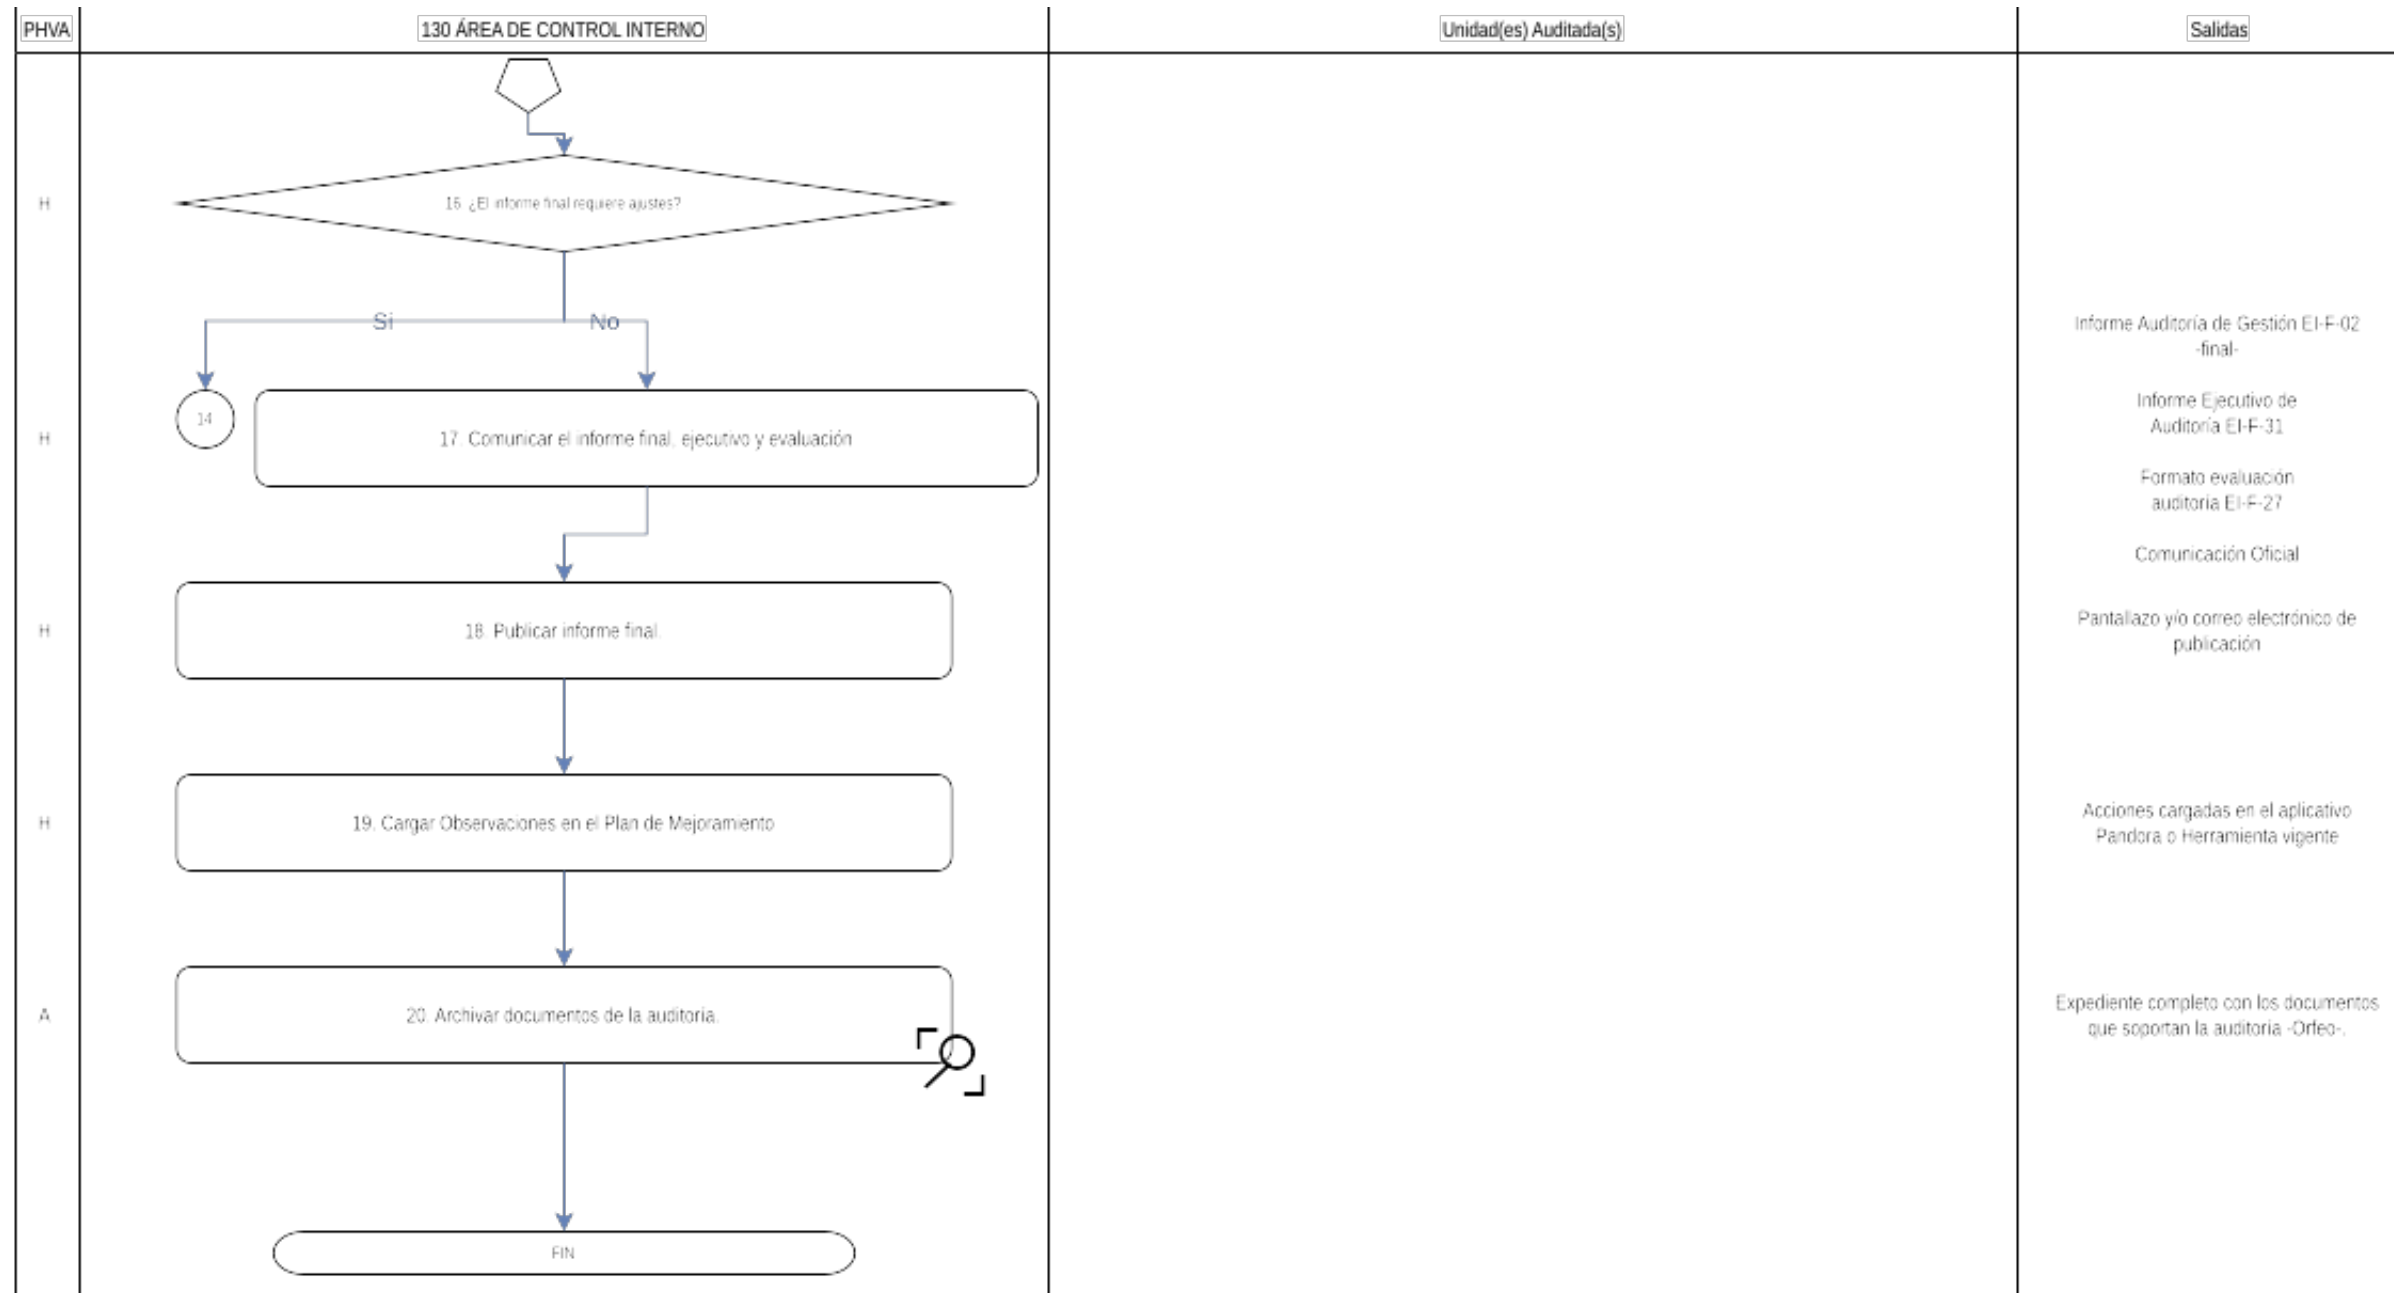 PHVA
130 ÁREA DE CONTROL INTERNO
Unidad(es) Auditada(s)
Salidas
H
16. ¿El informe final requiere ajustes?
Si
No
Informe Auditoría de Gestión EI-F-02
-final-
Informe Ejecutivo de
Auditoría EI-F-31
Formato evaluación
auditoria EI-F-27
Comunicación Oficial
H
14
17. Comunicar el informe final, ejecutivo y evaluación
H
18. Publicar informe final.
Pantallazo y/o correo electrónico de
publicación
H
19. Cargar Observaciones en el Plan de Mejoramiento
Acciones cargadas en el aplicativo
Pandora o Herramienta vigente
A
20. Archivar documentos de la auditoria.
Expediente completo con los documentos
que soportan la auditoria -Orfeo-.
FIN